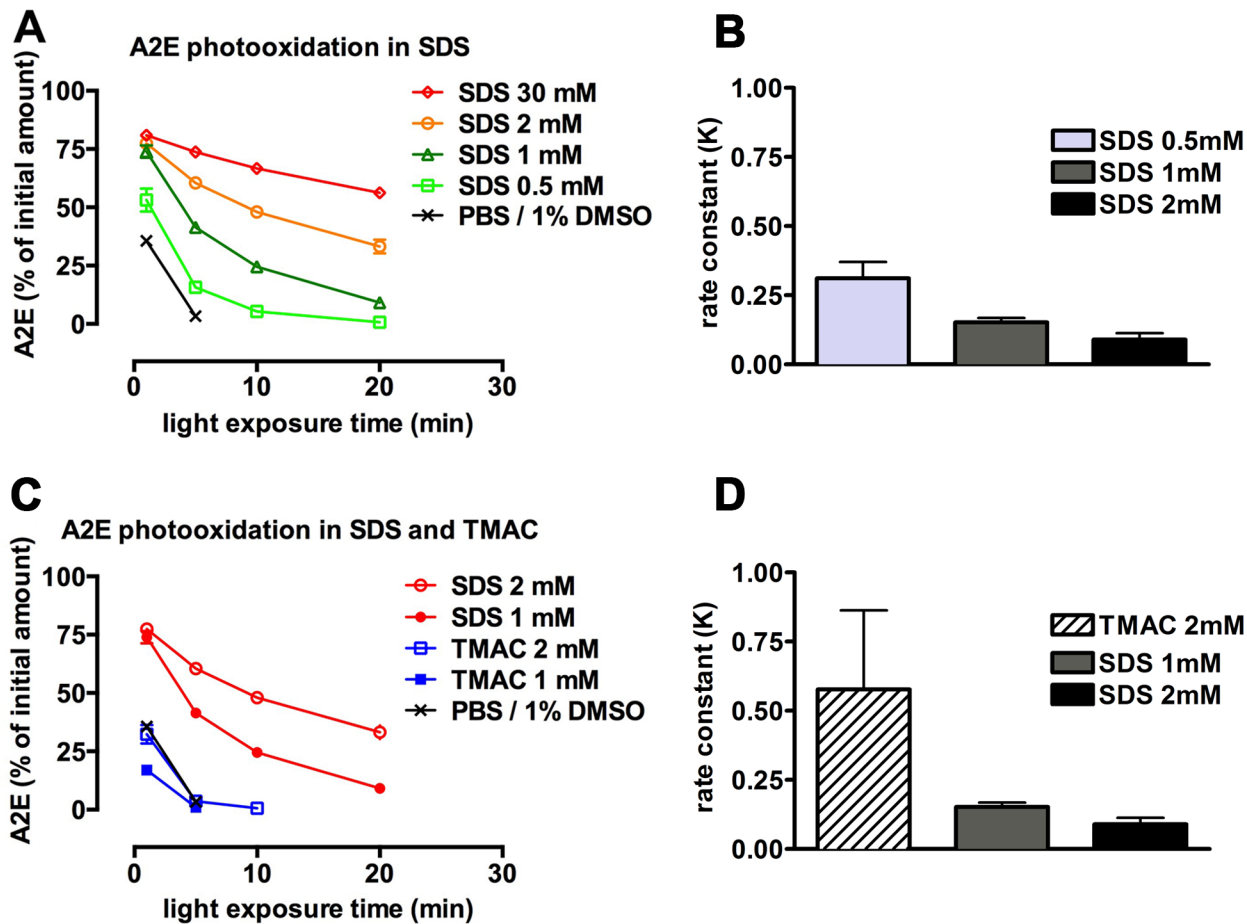 A
A2E photooxidation in SDS
A2E (% of initial amount)
100
75
50
25
0
0 10 20 30
light exposure time (min)
SDS 30 mM
SDS 2 mM
SDS 1 mM
SDS 0.5 mM
PBS / 1% DMSO
B
rate constant (K)
1.00
0.75
0.50
0.25
0.00
SDS 0.5mM
SDS 1mM
SDS 2mM
C
A2E photooxidation in SDS and TMAC
A2E (% of initial amount)
100
75
50
25
0
0 10 20 30
light exposure time (min)
SDS 2 mM
SDS 1 mM
TMAC 2 mM
TMAC 1 mM
PBS / 1% DMSO
D
rate constant (K)
1.00
0.75
0.50
0.25
0.00
TMAC 2mM
SDS 1mM
SDS 2mM